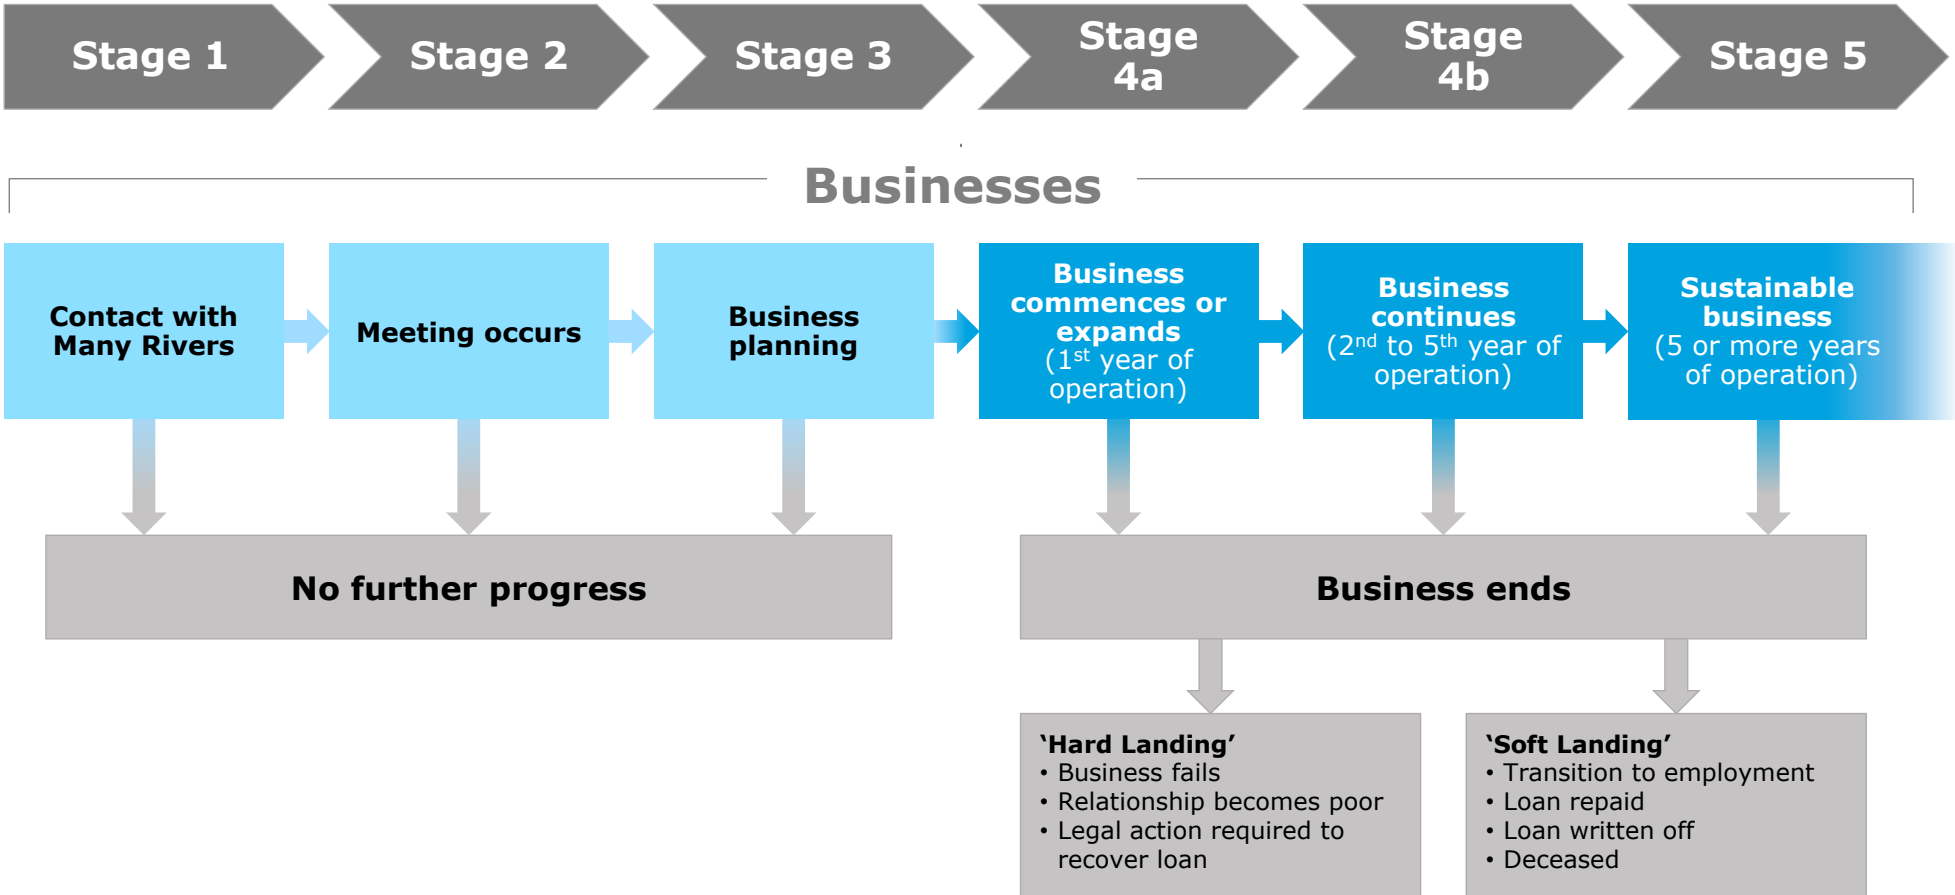 Stage 1
Stage 2
Stage 3
Stage
4a
Stage
4b
Stage 5
Businesses
Contact with
Many Rivers
Meeting occurs
Business
planning
Business
commences or
expands
(1st year of
operation)
Business
continues
(2nd to 5th year of
operation)
Sustainable
business
(5 or more years
of operation)
No further progress
Business ends
‘Hard Landing’
• Business fails
• Relationship becomes poor
• Legal action required to
recover loan
‘Soft Landing’
• Transition to employment
• Loan repaid
• Loan written off
• Deceased